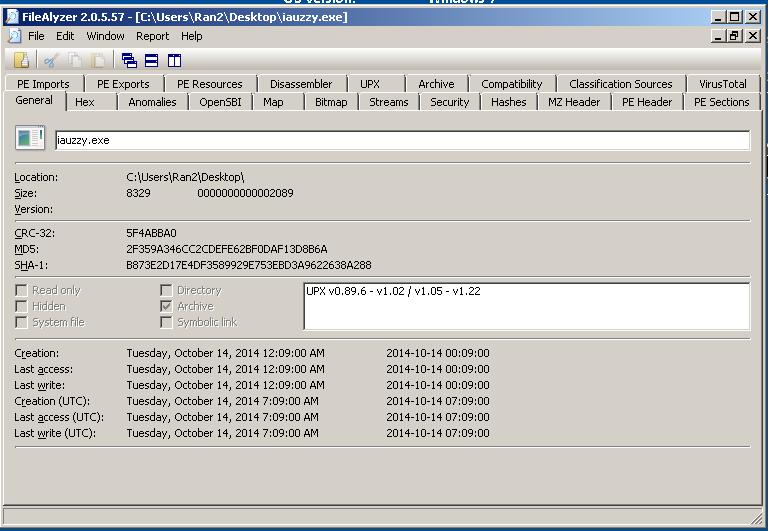 OS version: Windows 7
FileAlyzer 2.0.5.57 - [C:\Users\Ran2\Desktop\iauzzy.exe]
File Edit Window Report Help
PE Imports PE Exports PE Resources Disassembler UPX Archive Compatibility Classification Sources VirusTotal
General Hex Anomalies OpenSBI Map Bitmap Streams Security Hashes MZ Header PE Header PE Sections
iauzzy.exe
Location: C:\Users\Ran2\Desktop\
Size: 8329 0000000000002089
Version:
CRC-32: 5F4ABBA0
MD5: 2F359A346CC2CDEFE62BF0DAF13D8B6A
SHA-1: B873E2D17E4DF3589929E753EBD3A9622638A288
Read only Directory UPX v0.89.6 - v1.02 / v1.05 - v1.22
Hidden Archive
System file Symbolic link
Creation: Tuesday, October 14, 2014 12:09:00 AM 2014-10-14 00:09:00
Last access: Tuesday, October 14, 2014 12:09:00 AM 2014-10-14 00:09:00
Last write: Tuesday, October 14, 2014 12:09:00 AM 2014-10-14 00:09:00
Creation (UTC): Tuesday, October 14, 2014 7:09:00 AM 2014-10-14 07:09:00
Last access (UTC): Tuesday, October 14, 2014 7:09:00 AM 2014-10-14 07:09:00
Last write (UTC): Tuesday, October 14, 2014 7:09:00 AM 2014-10-14 07:09:00